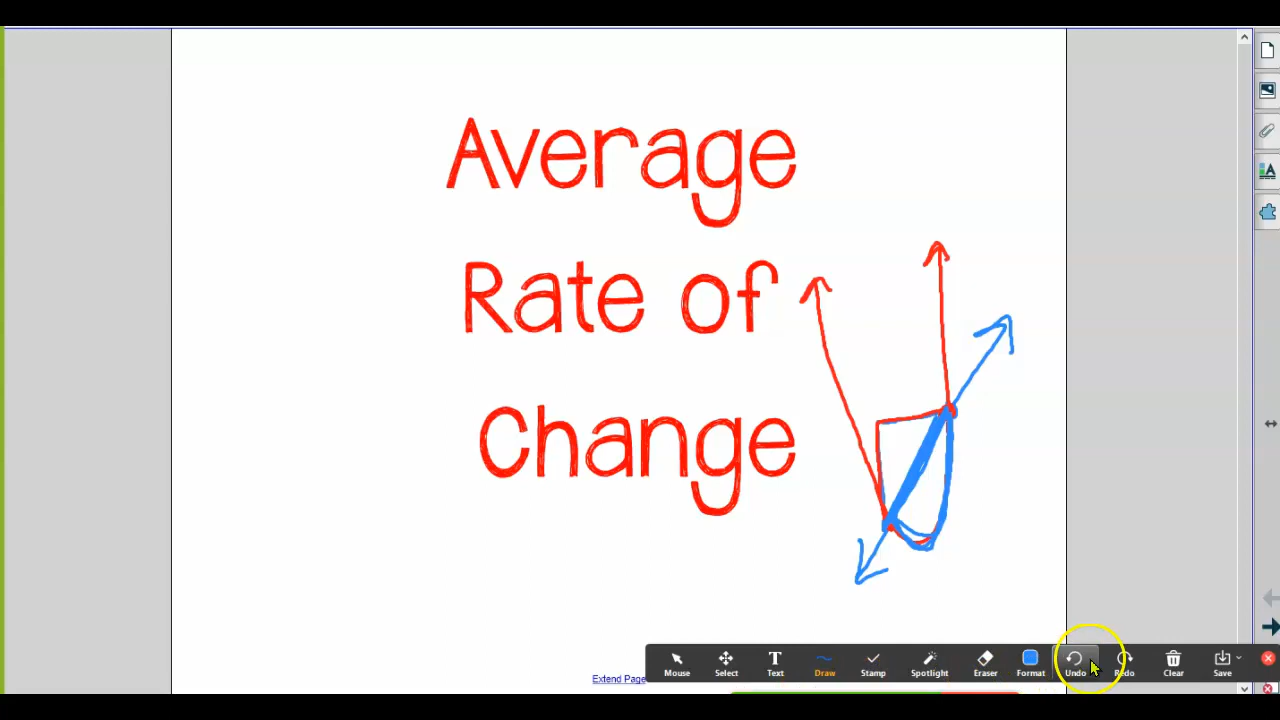 Average
Rate of
Change
Extend Page
Mouse Select Text Draw Stamp Spotlight Eraser Format Undo Redo Clear Save